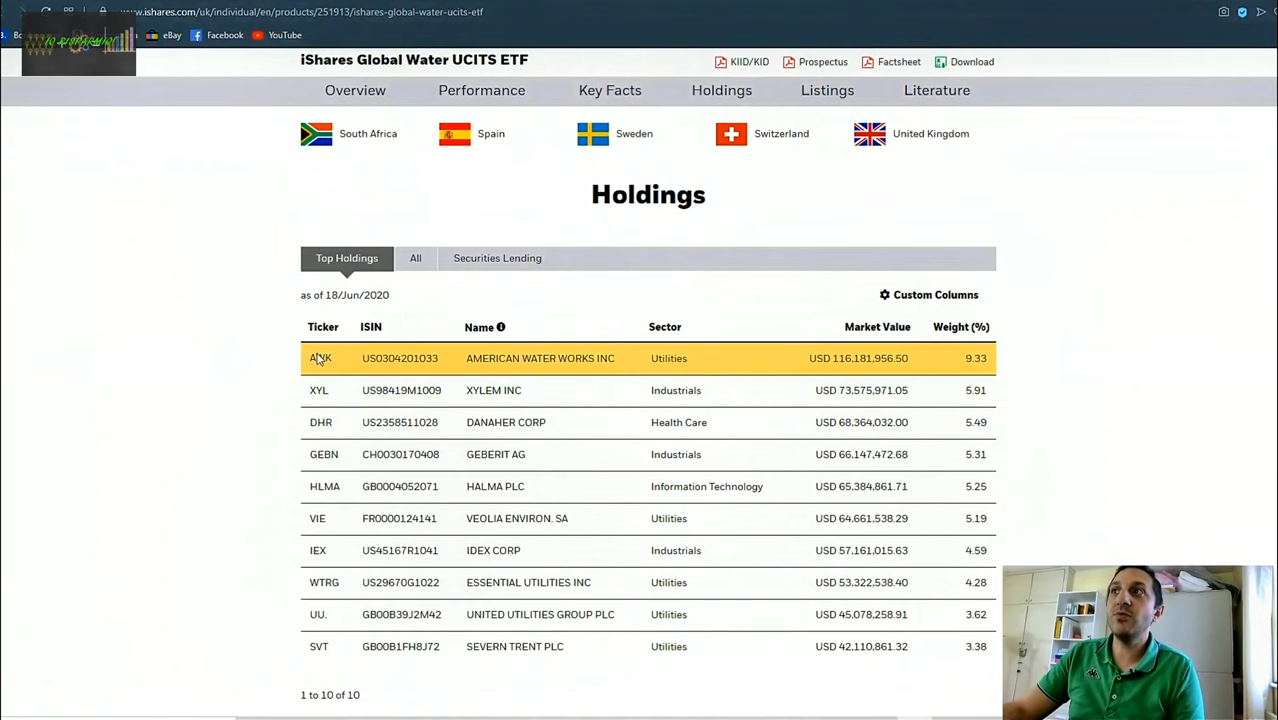 www.ishares.com/uk/individual/en/products/251913/ishares-global-water-ucits-etf
eBay Facebook YouTube
IO RISPARMIO!
iShares Global Water UCITS ETF
KIID/KID Prospectus Factsheet Download
Overview Performance Key Facts Holdings Listings Literature
South Africa Spain Sweden Switzerland United Kingdom
Holdings
Top Holdings All Securities Lending
as of 18/Jun/2020 Custom Columns
Ticker ISIN Name Sector Market Value Weight (%)
AWK US0304201033 AMERICAN WATER WORKS INC Utilities USD 116,181,956.50 9.33
XYL US98419M1009 XYLEM INC Industrials USD 73,575,971.05 5.91
DHR US2358511028 DANAHER CORP Health Care USD 68,364,032.00 5.49
GEBN CH0030170408 GEBERIT AG Industrials USD 66,147,472.68 5.31
HLMA GB0004052071 HALMA PLC Information Technology USD 65,384,861.71 5.25
VIE FR0000124141 VEOLIA ENVIRON. SA Utilities USD 64,661,538.29 5.19
IEX US45167R1041 IDEX CORP Industrials USD 57,161,015.63 4.59
WTRG US29670G1022 ESSENTIAL UTILITIES INC Utilities USD 53,322,538.40 4.28
UU. GB00B39J2M42 UNITED UTILITIES GROUP PLC Utilities USD 45,078,258.91 3.62
SVT GB00B1FH8J72 SEVERN TRENT PLC Utilities USD 42,110,861.32 3.38
1 to 10 of 10